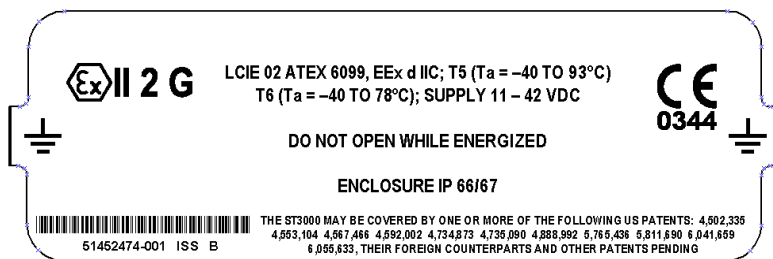 Ex II 2 G
LCIE 02 ATEX 6099, EEx d IIC; T5 (Ta = –40 TO 93°C)
T6 (Ta = –40 TO 78°C); SUPPLY 11 – 42 VDC
CE
0344
DO NOT OPEN WHILE ENERGIZED
ENCLOSURE IP 66/67
51452474-001 ISS B
THE ST3000 MAY BE COVERED BY ONE OR MORE OF THE FOLLOWING US PATENTS: 4,502,335
4,553,104 4,567,466 4,592,002 4,734,873 4,735,090 4,888,992 5,765,436 5,811,690 6,041,659
6,055,633, THEIR FOREIGN COUNTERPARTS AND OTHER PATENTS PENDING